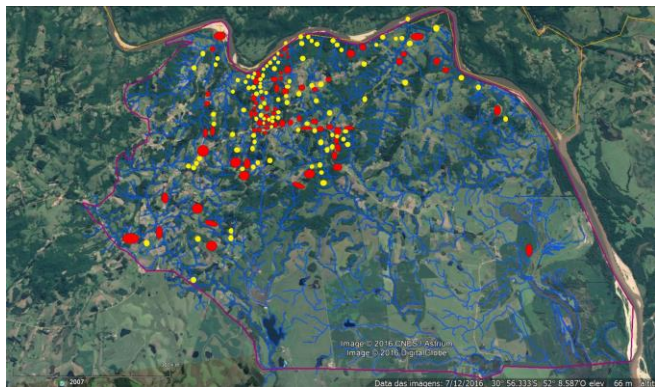 Image © 2016 CNES / Astrium
Image © 2016 DigitalGlobe
2007
Data das imagens: 7/12/2016 30° 56.333'S 52° 8.587'O elev 66 m altit